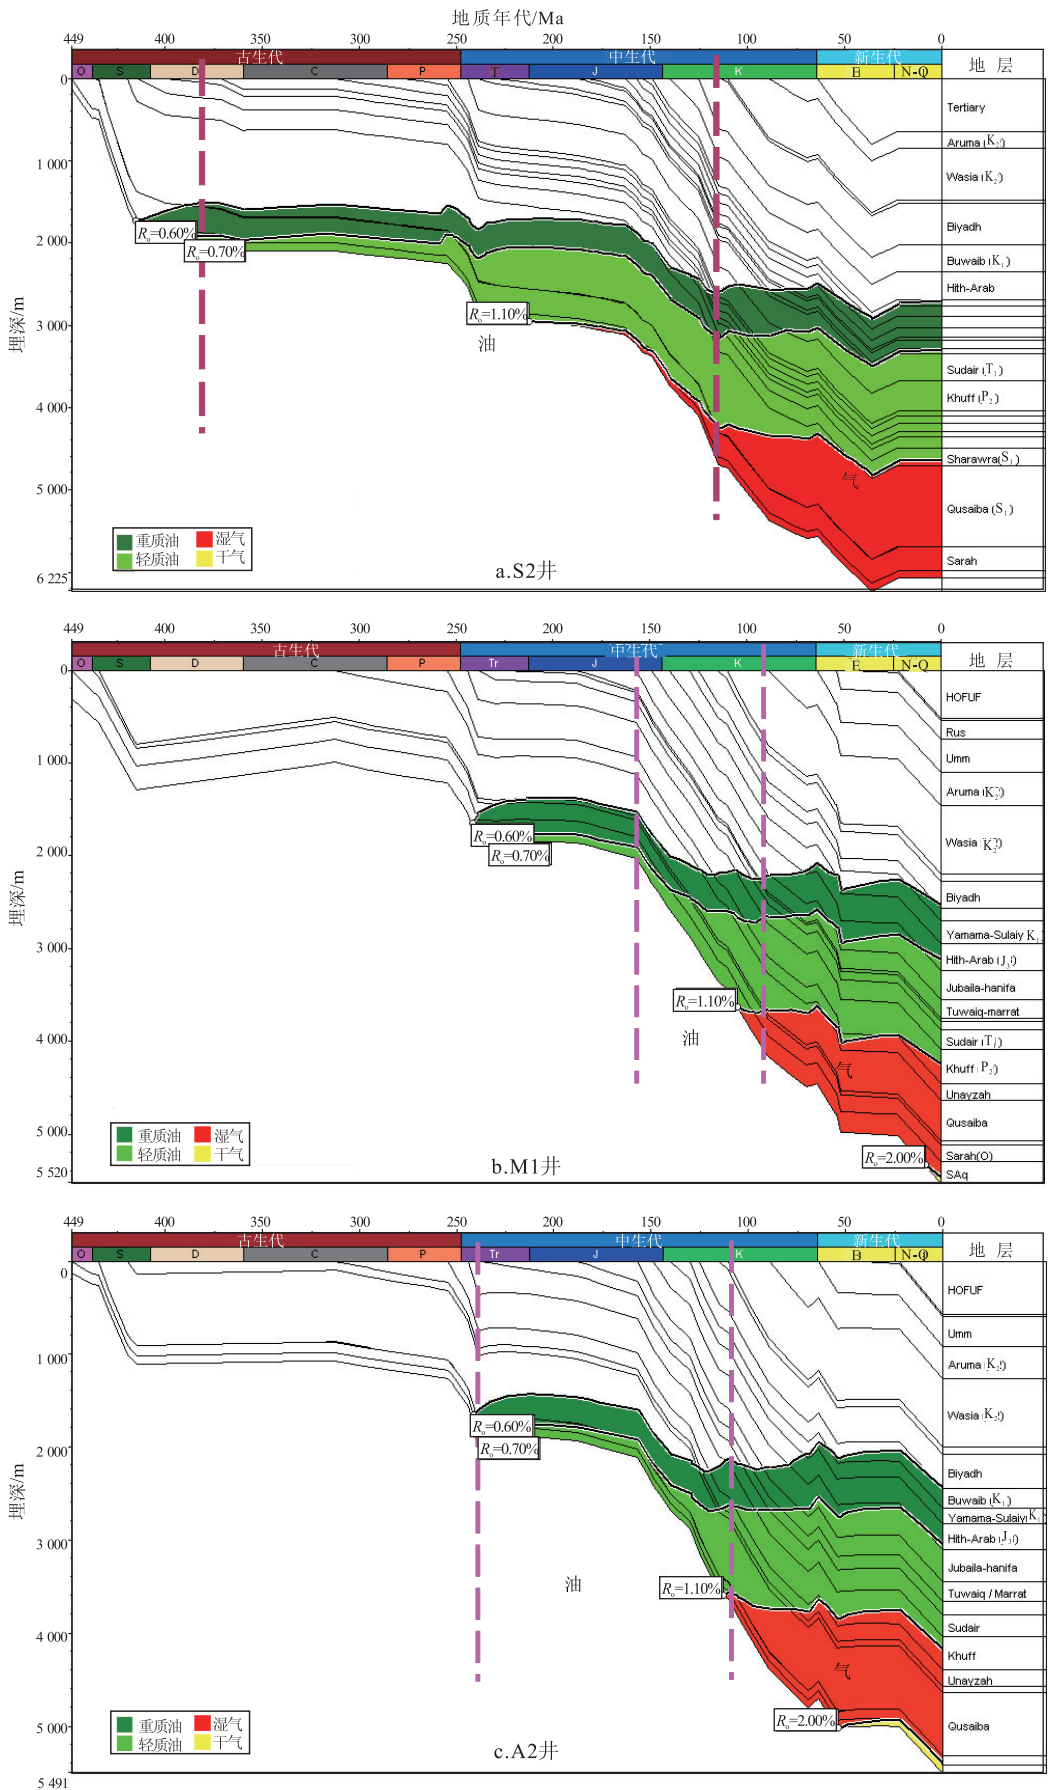 地质年代/Ma
449 400 350 300 250 200 150 100 50 0
古生代 中生代 新生代
O S D C P T J K E N-Q 地 层
0
1 000
2 000
3 000
4 000
5 000
6 225
埋深/m
Rₒ=0.60%
Rₒ=0.70%
Rₒ=1.10%
油
气
重质油 湿气
轻质油 干气
a.S2井
Tertiary
Aruma (K₂)
Wasia (K₂)
Biyadh
Buwaib (K₁)
Hith-Arab
Sudair (T₁)
Khuff (P₂)
Sharawra(S₁)
Qusaiba (S₁)
Sarah
449 400 350 300 250 200 150 100 50 0
古生代 中生代 新生代
O S D C P Tr J K E N-Q 地 层
0
1 000
2 000
3 000
4 000
5 000
5 520
埋深/m
Rₒ=0.60%
Rₒ=0.70%
Rₒ=1.10%
油
气
Rₒ=2.00%
重质油 湿气
轻质油 干气
b.M1井
HOFUF
Rus
Umm
Aruma (K₂)
Wasia (K₂)
Biyadh
Yamama-Sulaiy K₁
Hith-Arab (J₃)
Jubaila-hanifa
Tuwaiq-marrat
Sudair (T₁)
Khuff (P₂)
Unayzah
Qusaiba
Sarah(O)
SAq
449 400 350 300 250 200 150 100 50 0
古生代 中生代 新生代
O S D C P Tr J K E N-Q 地 层
0
1 000
2 000
3 000
4 000
5 000
5 491
埋深/m
Rₒ=0.60%
Rₒ=0.70%
Rₒ=1.10%
油
气
Rₒ=2.00%
重质油 湿气
轻质油 干气
c.A2井
HOFUF
Umm
Aruma (K₂)
Wasia (K₂)
Biyadh
Buwaib (K₁)
Yamama-Sulaiy(K₁
Hith-Arab (J₃)
Jubaila-hanifa
Tuwaiq / Marrat
Sudair
Khuff
Unayzah
Qusaiba